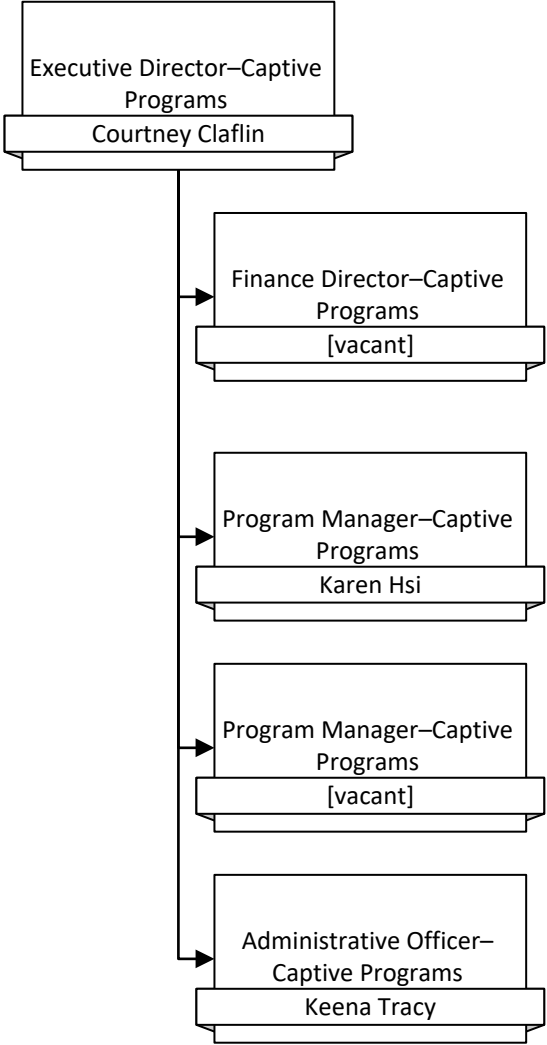 Executive Director–Captive
Programs
Courtney Claflin
Finance Director–Captive
Programs
[vacant]
Program Manager–Captive
Programs
Karen Hsi
Program Manager–Captive
Programs
[vacant]
Administrative Officer–
Captive Programs
Keena Tracy